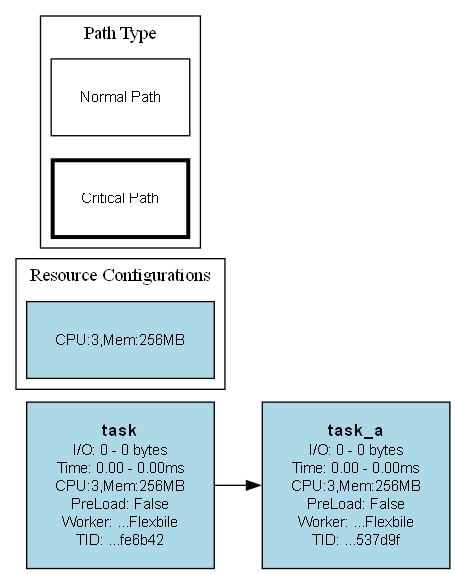 Path Type
Normal Path
Critical Path
Resource Configurations
CPU:3,Mem:256MB
task
I/O: 0 - 0 bytes
Time: 0.00 - 0.00ms
CPU:3,Mem:256MB
PreLoad: False
Worker: ...Flexbile
TID: ...fe6b42
task_a
I/O: 0 - 0 bytes
Time: 0.00 - 0.00ms
CPU:3,Mem:256MB
PreLoad: False
Worker: ...Flexbile
TID: ...537d9f